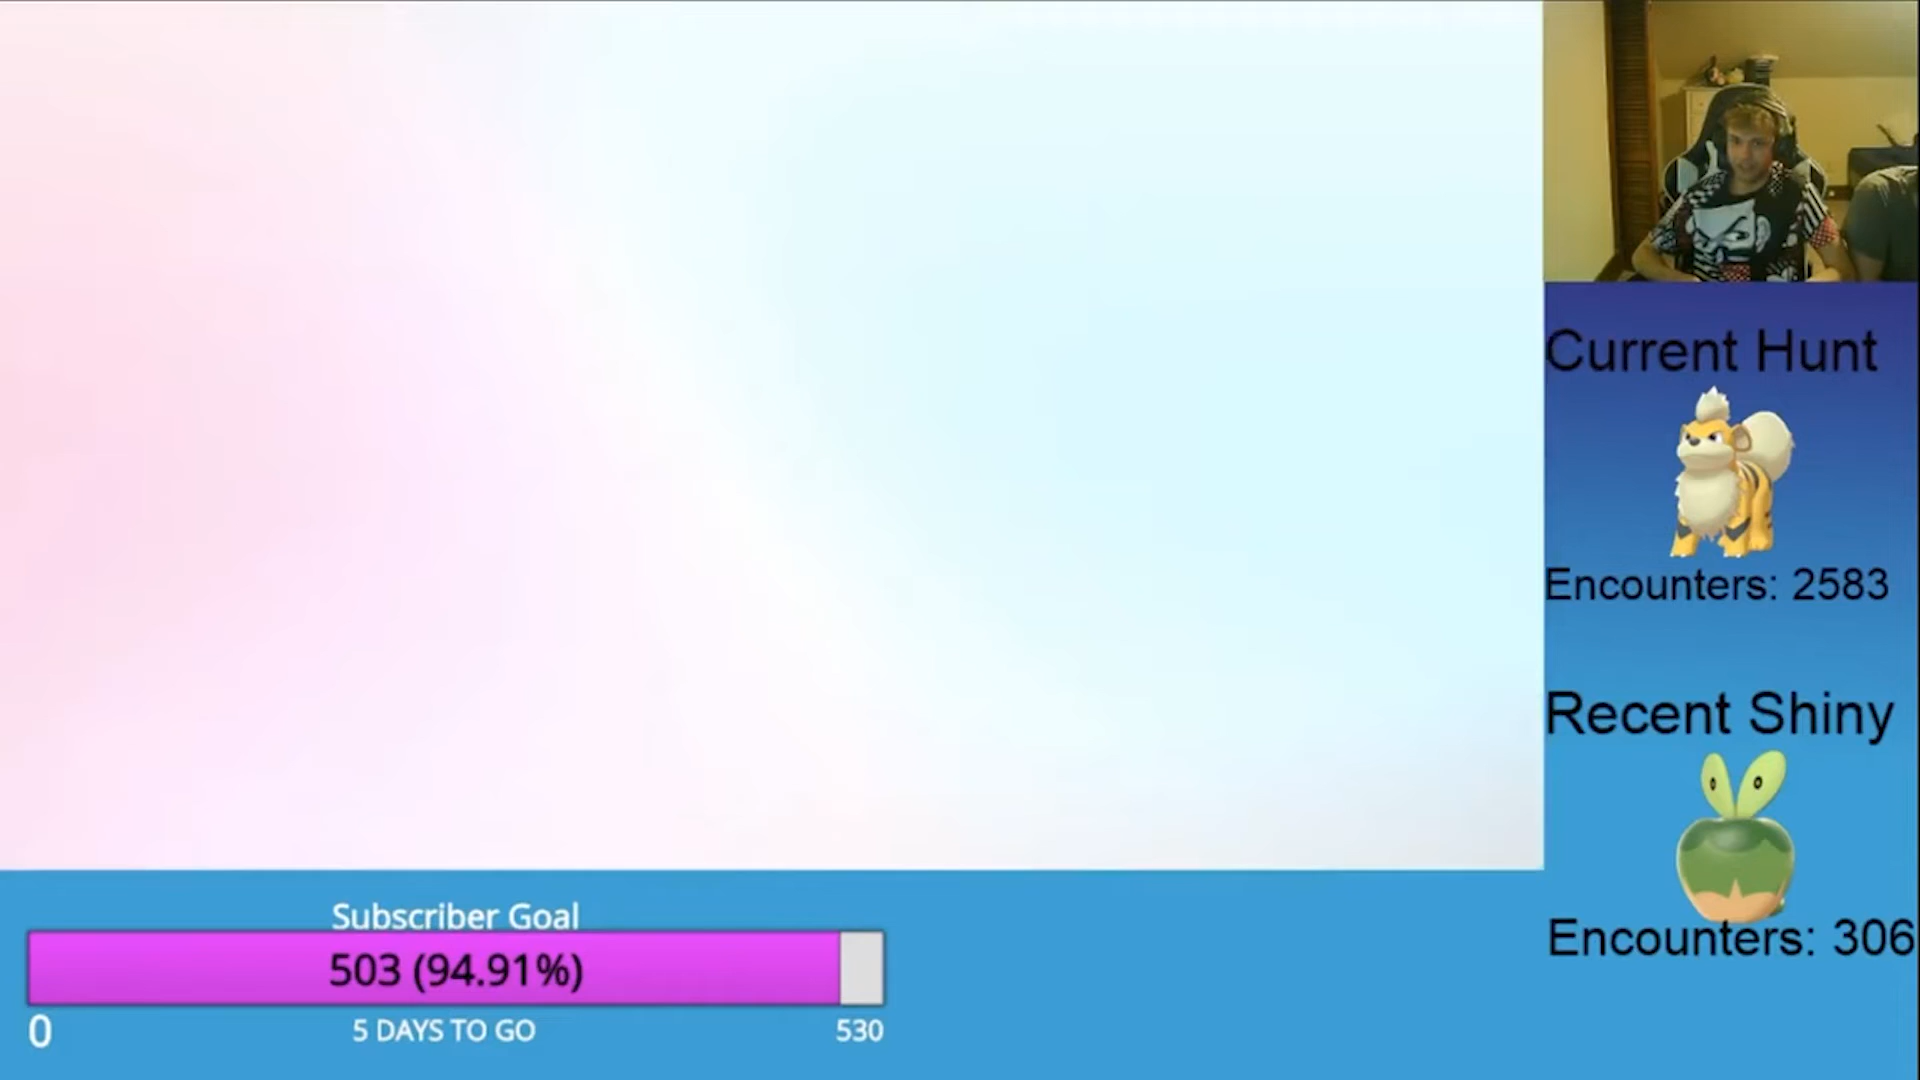 Current Hunt
Encounters: 2583
Recent Shiny
Encounters: 306
Subscriber Goal
503 (94.91%)
0
5 DAYS TO GO
530